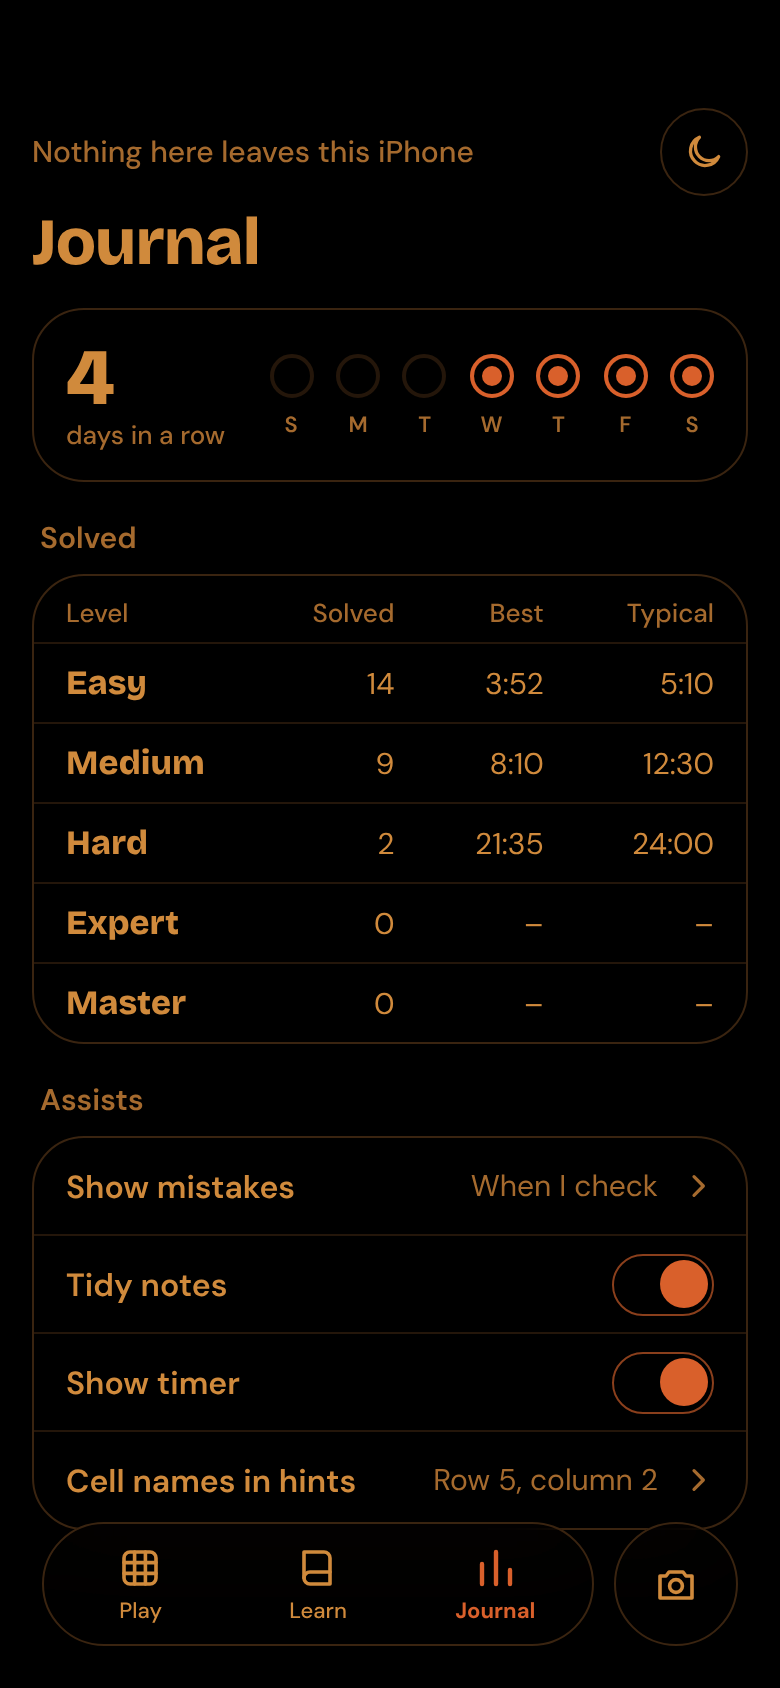 Nothing here leaves this iPhone
Journal
4
days in a row
S M T W T F S
Solved
Level Solved Best Typical
Easy 14 3:52 5:10
Medium 9 8:10 12:30
Hard 2 21:35 24:00
Expert 0 – –
Master 0 – –
Assists
Show mistakes When I check
Tidy notes
Show timer
Cell names in hints Row 5, column 2
Play Learn Journal